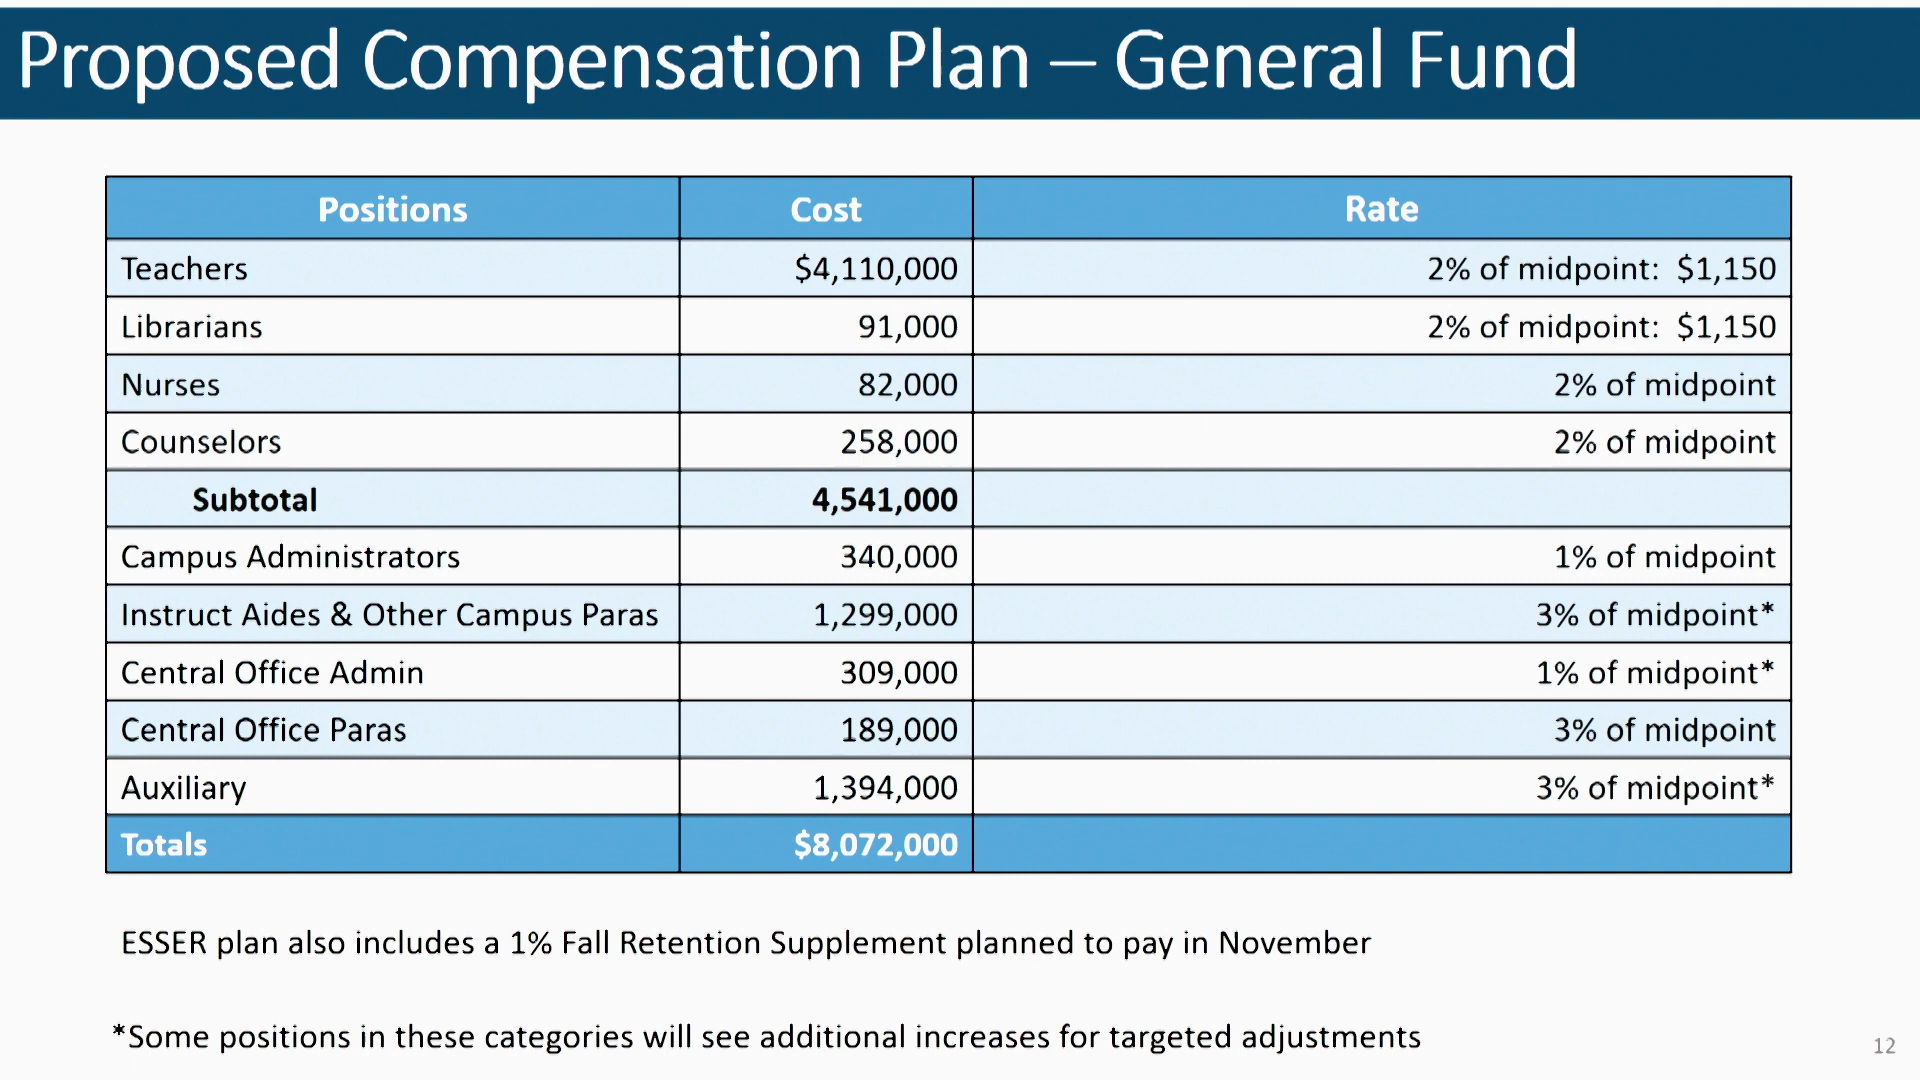 Proposed Compensation Plan – General Fund
Positions Cost Rate
Teachers $4,110,000 2% of midpoint: $1,150
Librarians 91,000 2% of midpoint: $1,150
Nurses 82,000 2% of midpoint
Counselors 258,000 2% of midpoint
Subtotal 4,541,000
Campus Administrators 340,000 1% of midpoint
Instruct Aides & Other Campus Paras 1,299,000 3% of midpoint*
Central Office Admin 309,000 1% of midpoint*
Central Office Paras 189,000 3% of midpoint
Auxiliary 1,394,000 3% of midpoint*
Totals $8,072,000
ESSER plan also includes a 1% Fall Retention Supplement planned to pay in November
*Some positions in these categories will see additional increases for targeted adjustments
12